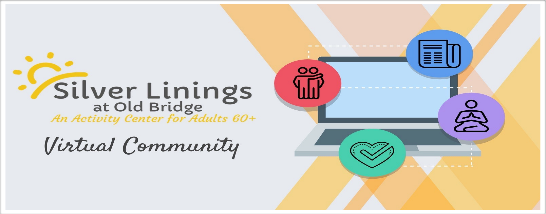 Silver Linings
at Old Bridge
An Activity Center for Adults 60+
Virtual Community